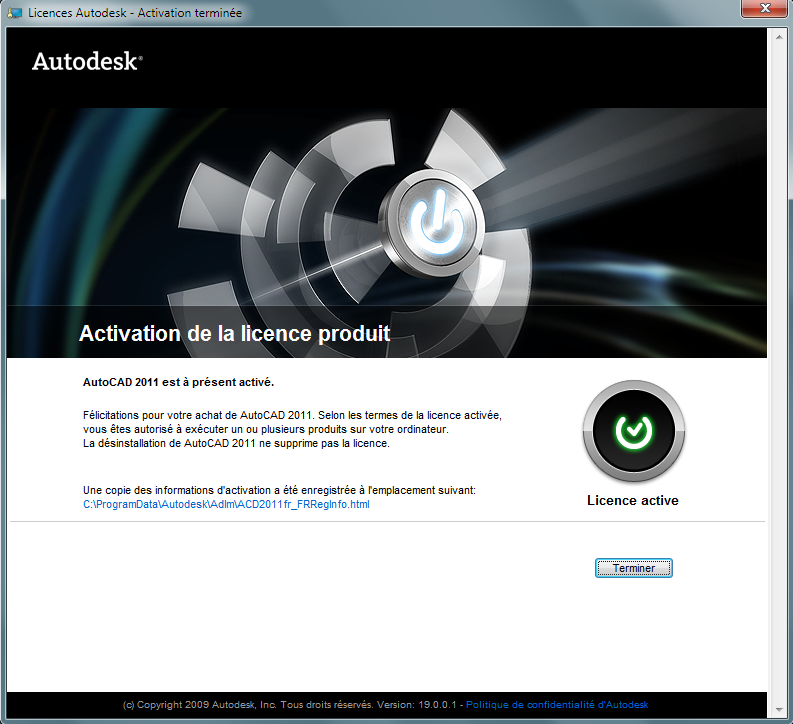 Licences Autodesk - Activation terminée
Autodesk®
Activation de la licence produit
AutoCAD 2011 est à présent activé.
Félicitations pour votre achat de AutoCAD 2011. Selon les termes de la licence activée,
vous êtes autorisé à exécuter un ou plusieurs produits sur votre ordinateur.
La désinstallation de AutoCAD 2011 ne supprime pas la licence.
Licence active
Une copie des informations d'activation a été enregistrée à l'emplacement suivant:
C:\ProgramData\Autodesk\Adlm\ACD2011fr_FRRegInfo.html
Terminer
(c) Copyright 2009 Autodesk, Inc. Tous droits réservés. Version: 19.0.0.1 - Politique de confidentialité d'Autodesk